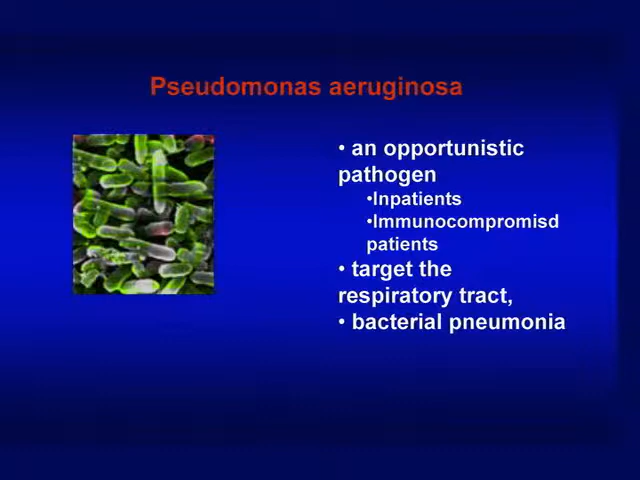 Pseudomonas aeruginosa
• an opportunistic
pathogen
•Inpatients
•Immunocompromisd
patients
• target the
respiratory tract,
• bacterial pneumonia